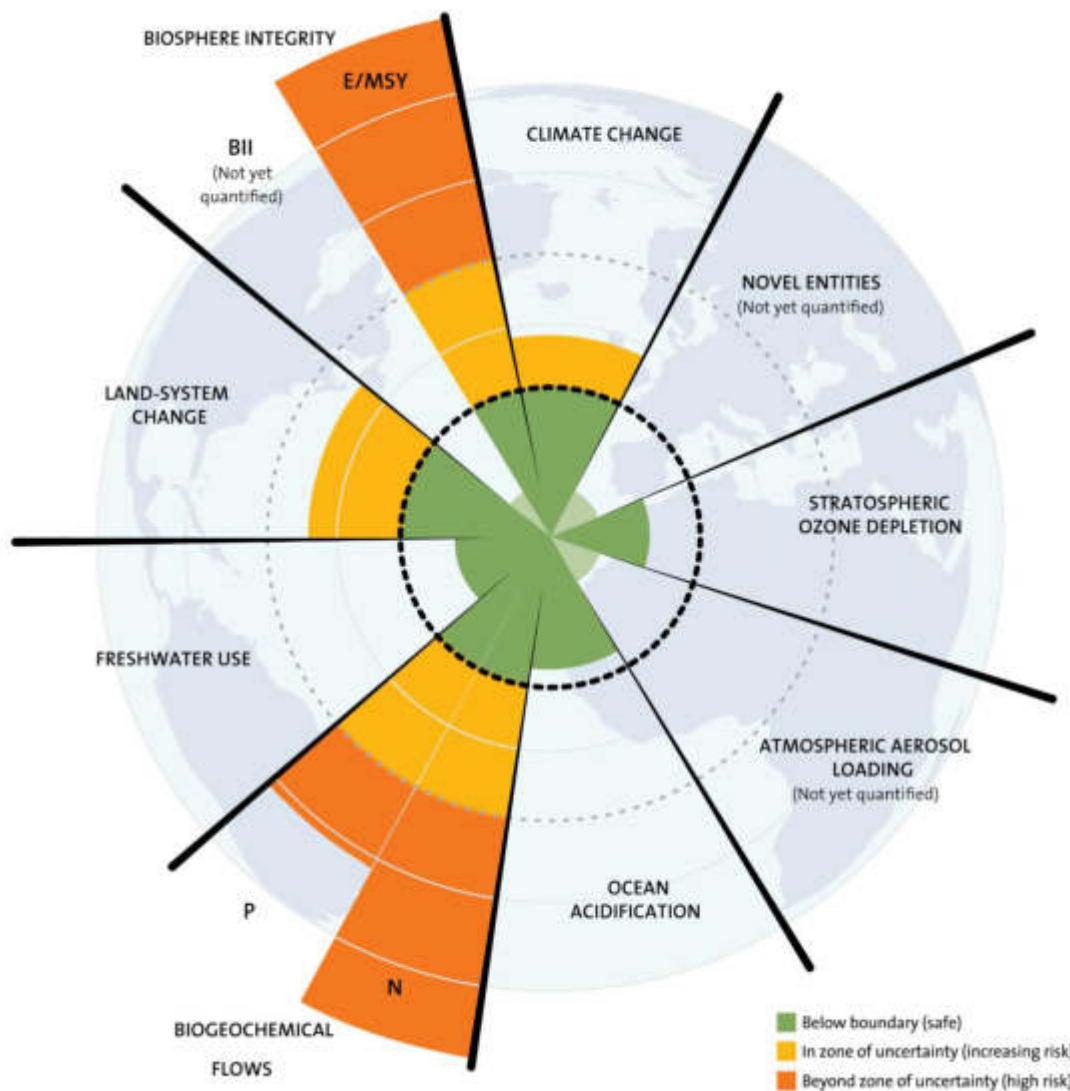 BIOSPHERE INTEGRITY
E/MSY
CLIMATE CHANGE
BII
(Not yet
quantified)
NOVEL ENTITIES
(Not yet quantified)
LAND-SYSTEM
CHANGE
STRATOSPHERIC
OZONE DEPLETION
FRESHWATER USE
ATMOSPHERIC AEROSOL
LOADING
(Not yet quantified)
OCEAN
ACIDIFICATION
P
N
BIOGEOCHEMICAL
FLOWS
Below boundary (safe)
In zone of uncertainty (increasing risk)
Beyond zone of uncertainty (high risk)